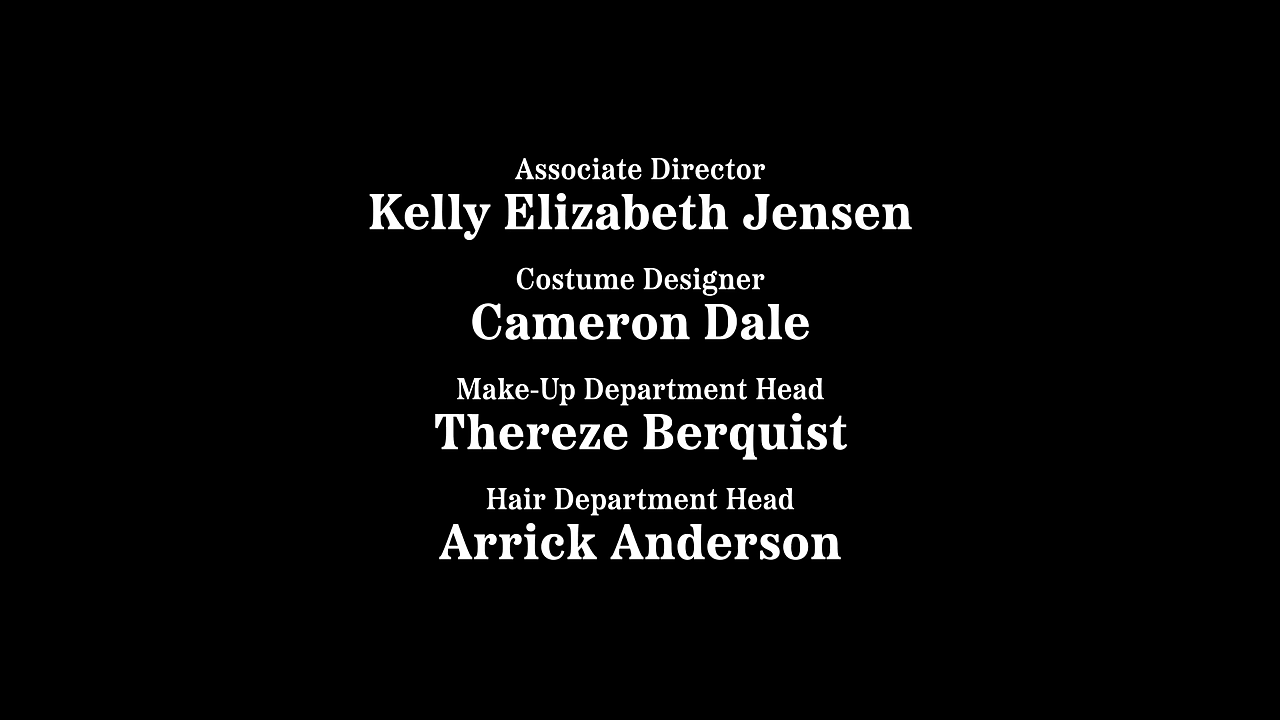 Associate Director
Kelly Elizabeth Jensen
Costume Designer
Cameron Dale
Make-Up Department Head
Thereze Berquist
Hair Department Head
Arrick Anderson